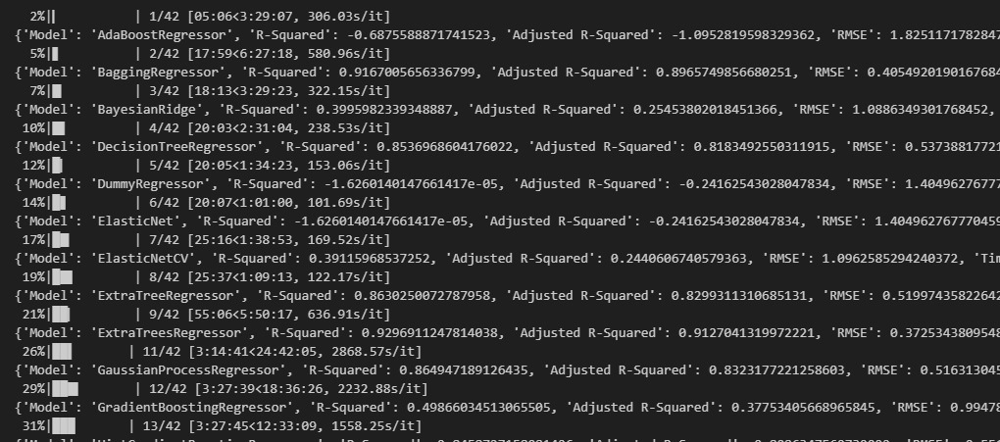 2%| | 1/42 [05:06<3:29:07, 306.03s/it]
{'Model': 'AdaBoostRegressor', 'R-Squared': -0.6875588871741523, 'Adjusted R-Squared': -1.0952819598329362, 'RMSE': 1.8251171782847
5%| | 2/42 [17:59<6:27:18, 580.96s/it]
{'Model': 'BaggingRegressor', 'R-Squared': 0.9167005656336799, 'Adjusted R-Squared': 0.8965749856680251, 'RMSE': 0.4054920190167684
7%| | 3/42 [18:13<3:29:23, 322.15s/it]
{'Model': 'BayesianRidge', 'R-Squared': 0.3995982339348887, 'Adjusted R-Squared': 0.25453802018451366, 'RMSE': 1.0886349301768452,
10%| | 4/42 [20:03<2:31:04, 238.53s/it]
{'Model': 'DecisionTreeRegressor', 'R-Squared': 0.8536968604176022, 'Adjusted R-Squared': 0.8183492550311915, 'RMSE': 0.53738817721
12%| | 5/42 [20:05<1:34:23, 153.06s/it]
{'Model': 'DummyRegressor', 'R-Squared': -1.6260140147661417e-05, 'Adjusted R-Squared': -0.24162543028047834, 'RMSE': 1.40496276777
14%| | 6/42 [20:07<1:01:00, 101.69s/it]
{'Model': 'ElasticNet', 'R-Squared': -1.6260140147661417e-05, 'Adjusted R-Squared': -0.24162543028047834, 'RMSE': 1.404962767770459
17%| | 7/42 [25:16<1:38:53, 169.52s/it]
{'Model': 'ElasticNetCV', 'R-Squared': 0.39115968537252, 'Adjusted R-Squared': 0.2440606740579363, 'RMSE': 1.0962585294240372, 'Tim
19%| | 8/42 [25:37<1:09:13, 122.17s/it]
{'Model': 'ExtraTreeRegressor', 'R-Squared': 0.8630250072787958, 'Adjusted R-Squared': 0.8299311310685131, 'RMSE': 0.51997435822642
21%| | 9/42 [55:06<5:50:17, 636.91s/it]
{'Model': 'ExtraTreesRegressor', 'R-Squared': 0.9296911247814038, 'Adjusted R-Squared': 0.9127041319972221, 'RMSE': 0.3725343809548
26%| | 11/42 [3:14:41<24:42:05, 2868.57s/it]
{'Model': 'GaussianProcessRegressor', 'R-Squared': 0.864947189126435, 'Adjusted R-Squared': 0.8323177221258603, 'RMSE': 0.516313045
29%| | 12/42 [3:27:39<18:36:26, 2232.88s/it]
{'Model': 'GradientBoostingRegressor', 'R-Squared': 0.49866034513065505, 'Adjusted R-Squared': 0.37753405668965845, 'RMSE': 0.99478
31%| | 13/42 [3:27:45<12:33:09, 1558.25s/it]